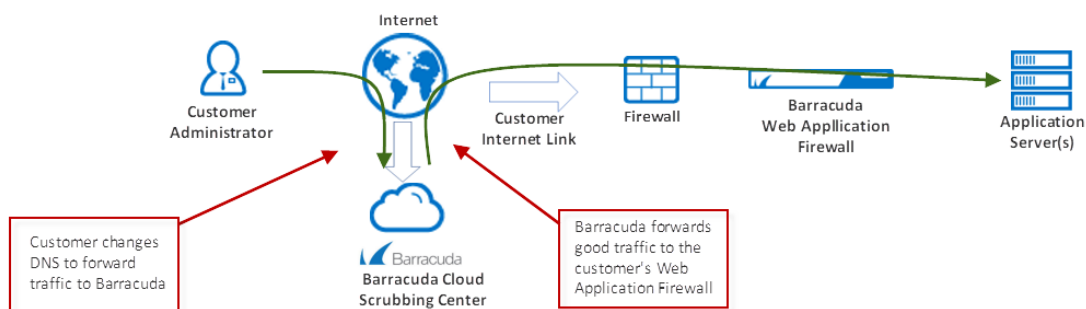 Internet
Customer
Administrator
Customer
Internet Link
Firewall
Barracuda
Web Appllication
Firewall
Application
Server(s)
Customer changes
DNS to forward
traffic to Barracuda
Barracuda
Barracuda Cloud
Scrubbing Center
Barracuda forwards
good traffic to the
customer's Web
Application Firewall